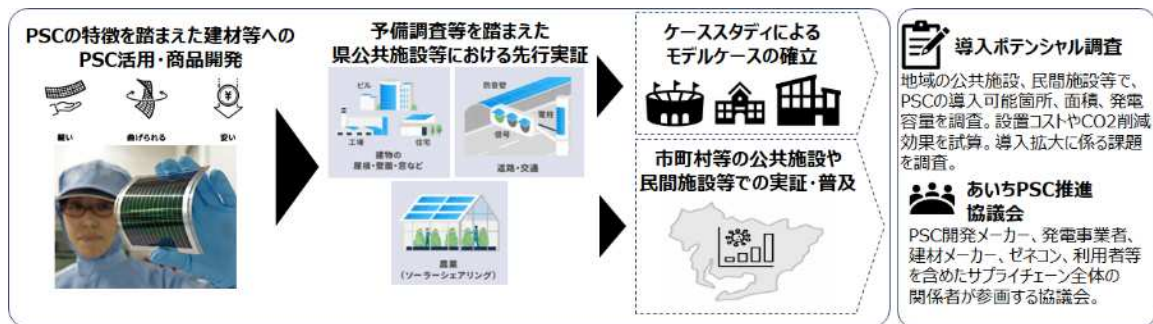 PSCの特徴を踏まえた建材等への
PSC活用・商品開発
軽い
曲げられる
安い
予備調査等を踏まえた
県公共施設等における先行実証
ビル
工場
住宅
建物の
屋根・壁面・窓など
防音壁
信号
電柱
道路・交通
農業
(ソーラーシェアリング)
ケーススタディによる
モデルケースの確立
市町村等の公共施設や
民間施設等での実証・普及
導入ポテンシャル調査
地域の公共施設、民間施設等で、
PSCの導入可能箇所、面積、発電
容量を調査。設置コストやCO2削減
効果を試算。導入拡大に係る課題
を調査。
あいちPSC推進
協議会
PSC開発メーカー、発電事業者、
建材メーカー、ゼネコン、利用者等
を含めたサプライチェーン全体の
関係者が参画する協議会。